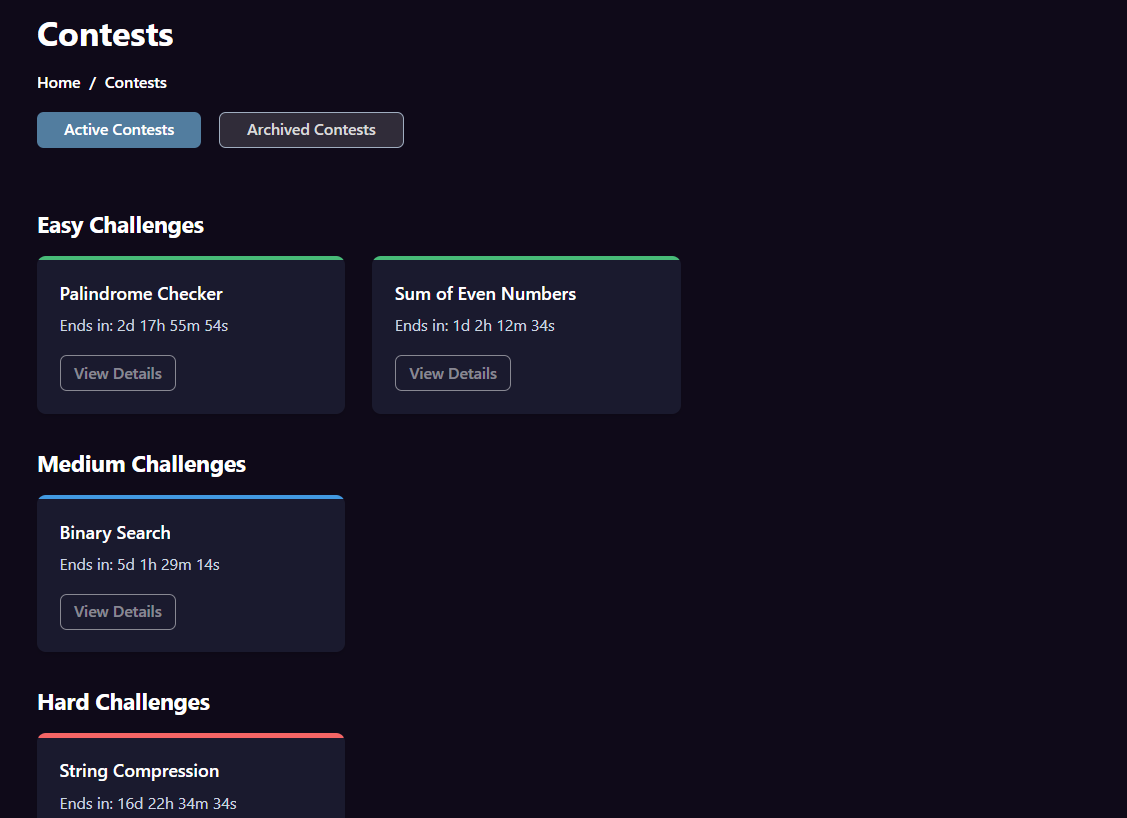 Contests
Home / Contests
Active Contests
Archived Contests
Easy Challenges
Palindrome Checker
Ends in: 2d 17h 55m 54s
View Details
Sum of Even Numbers
Ends in: 1d 2h 12m 34s
View Details
Medium Challenges
Binary Search
Ends in: 5d 1h 29m 14s
View Details
Hard Challenges
String Compression
Ends in: 16d 22h 34m 34s